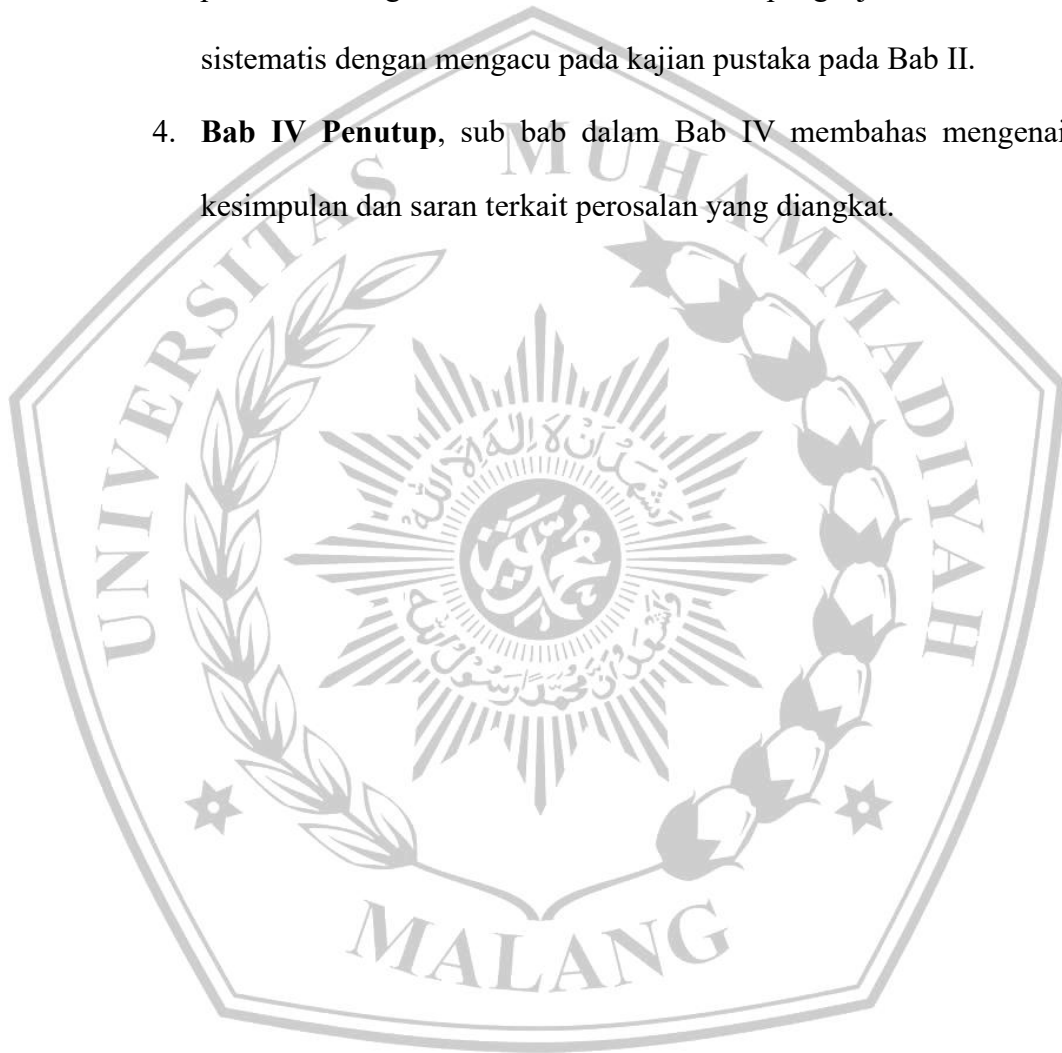 sistematis dengan mengacu pada kajian pustaka pada Bab II.
4. Bab IV Penutup, sub bab dalam Bab IV membahas mengenai
kesimpulan dan saran terkait perosalan yang diangkat.
UNIVERSITAS MUHAMMADIYAH
MALANG